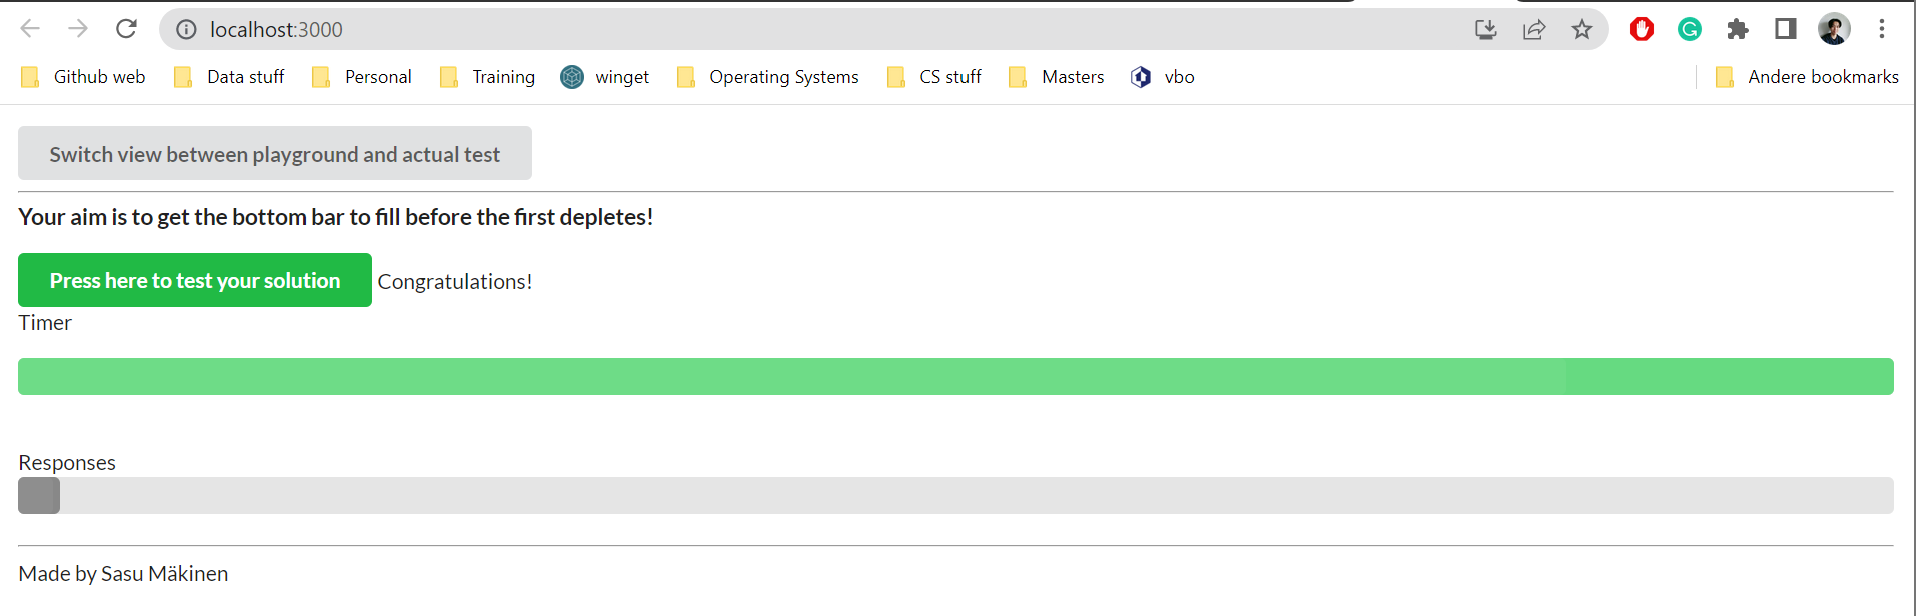 localhost:3000
Github web Data stuff Personal Training winget Operating Systems CS stuff Masters vbo Andere bookmarks
Switch view between playground and actual test
Your aim is to get the bottom bar to fill before the first depletes!
Press here to test your solution Congratulations!
Timer
Responses
Made by Sasu Mäkinen